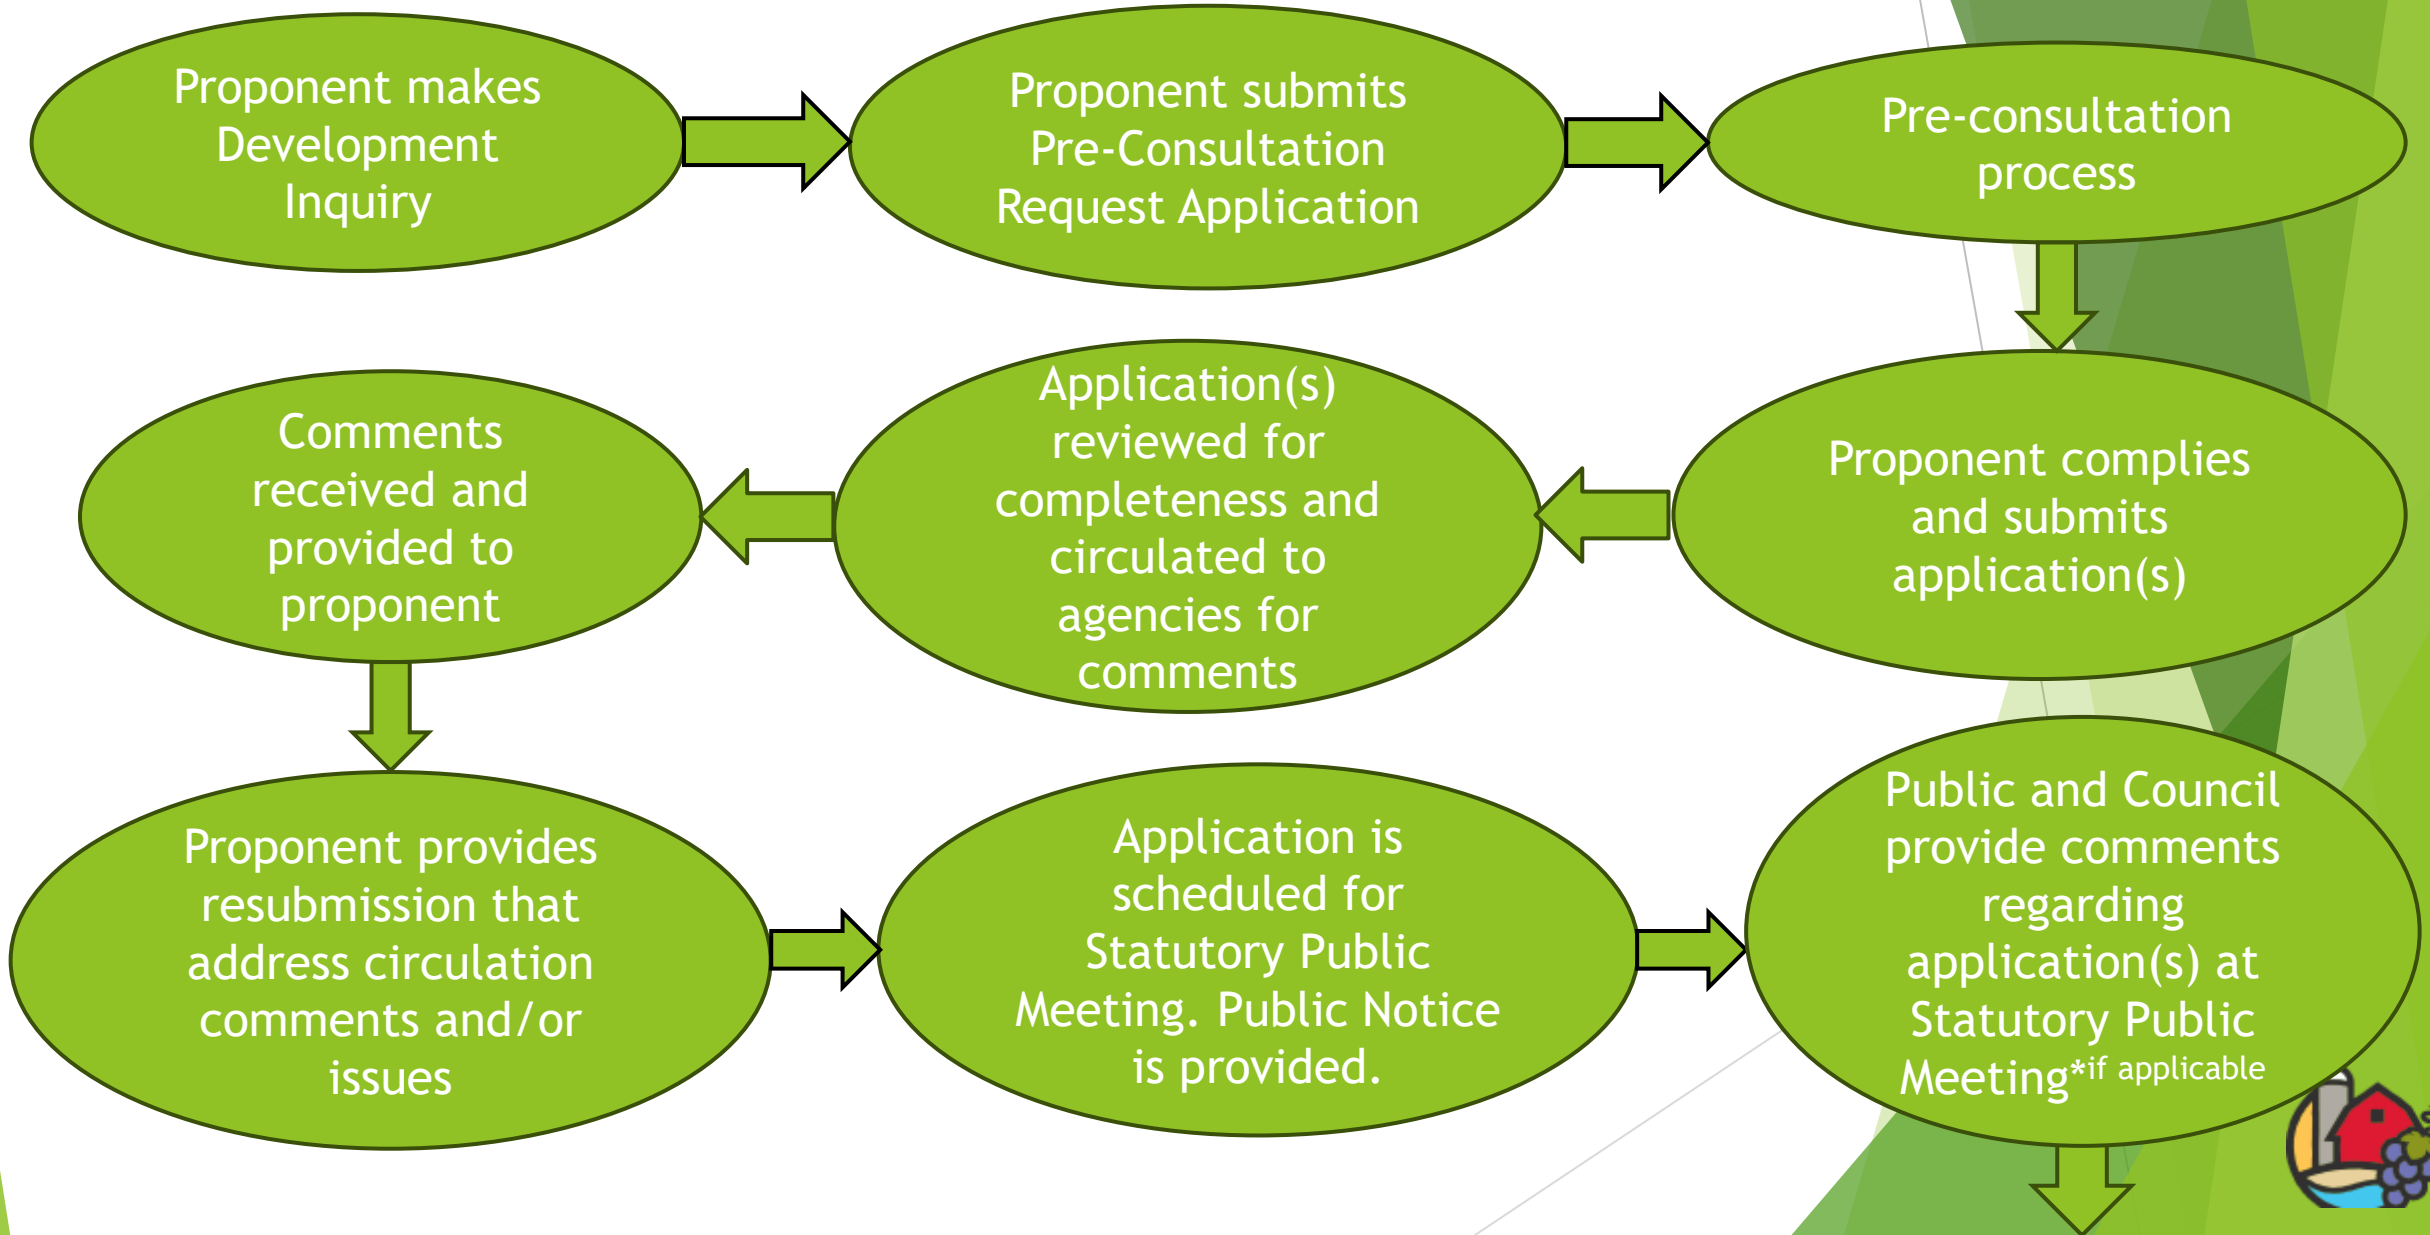 Proponent makes
Development
Inquiry
Proponent submits
Pre-Consultation
Request Application
Pre-consultation
process
Proponent complies
and submits
application(s)
Application(s)
reviewed for
completeness and
circulated to
agencies for
comments
Comments
received and
provided to
proponent
Proponent provides
resubmission that
address circulation
comments and/or
issues
Application is
scheduled for
Statutory Public
Meeting. Public Notice
is provided.
Public and Council
provide comments
regarding
application(s) at
Statutory Public
Meeting*if applicable